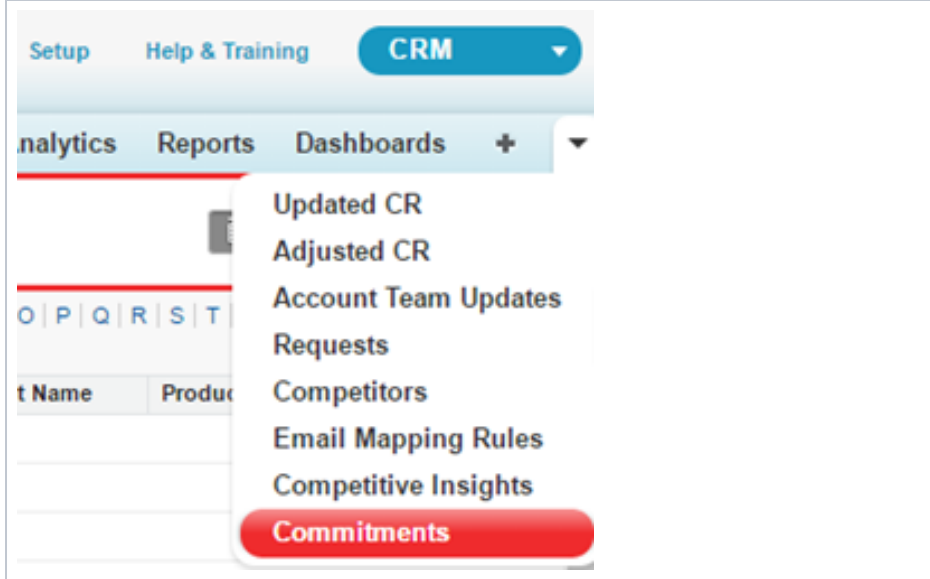 Setup Help & Training CRM
nalytics Reports Dashboards +
Updated CR
Adjusted CR
O | P | Q | R | S | T |
Account Team Updates
Requests
t Name Produc
Competitors
Email Mapping Rules
Competitive Insights
Commitments